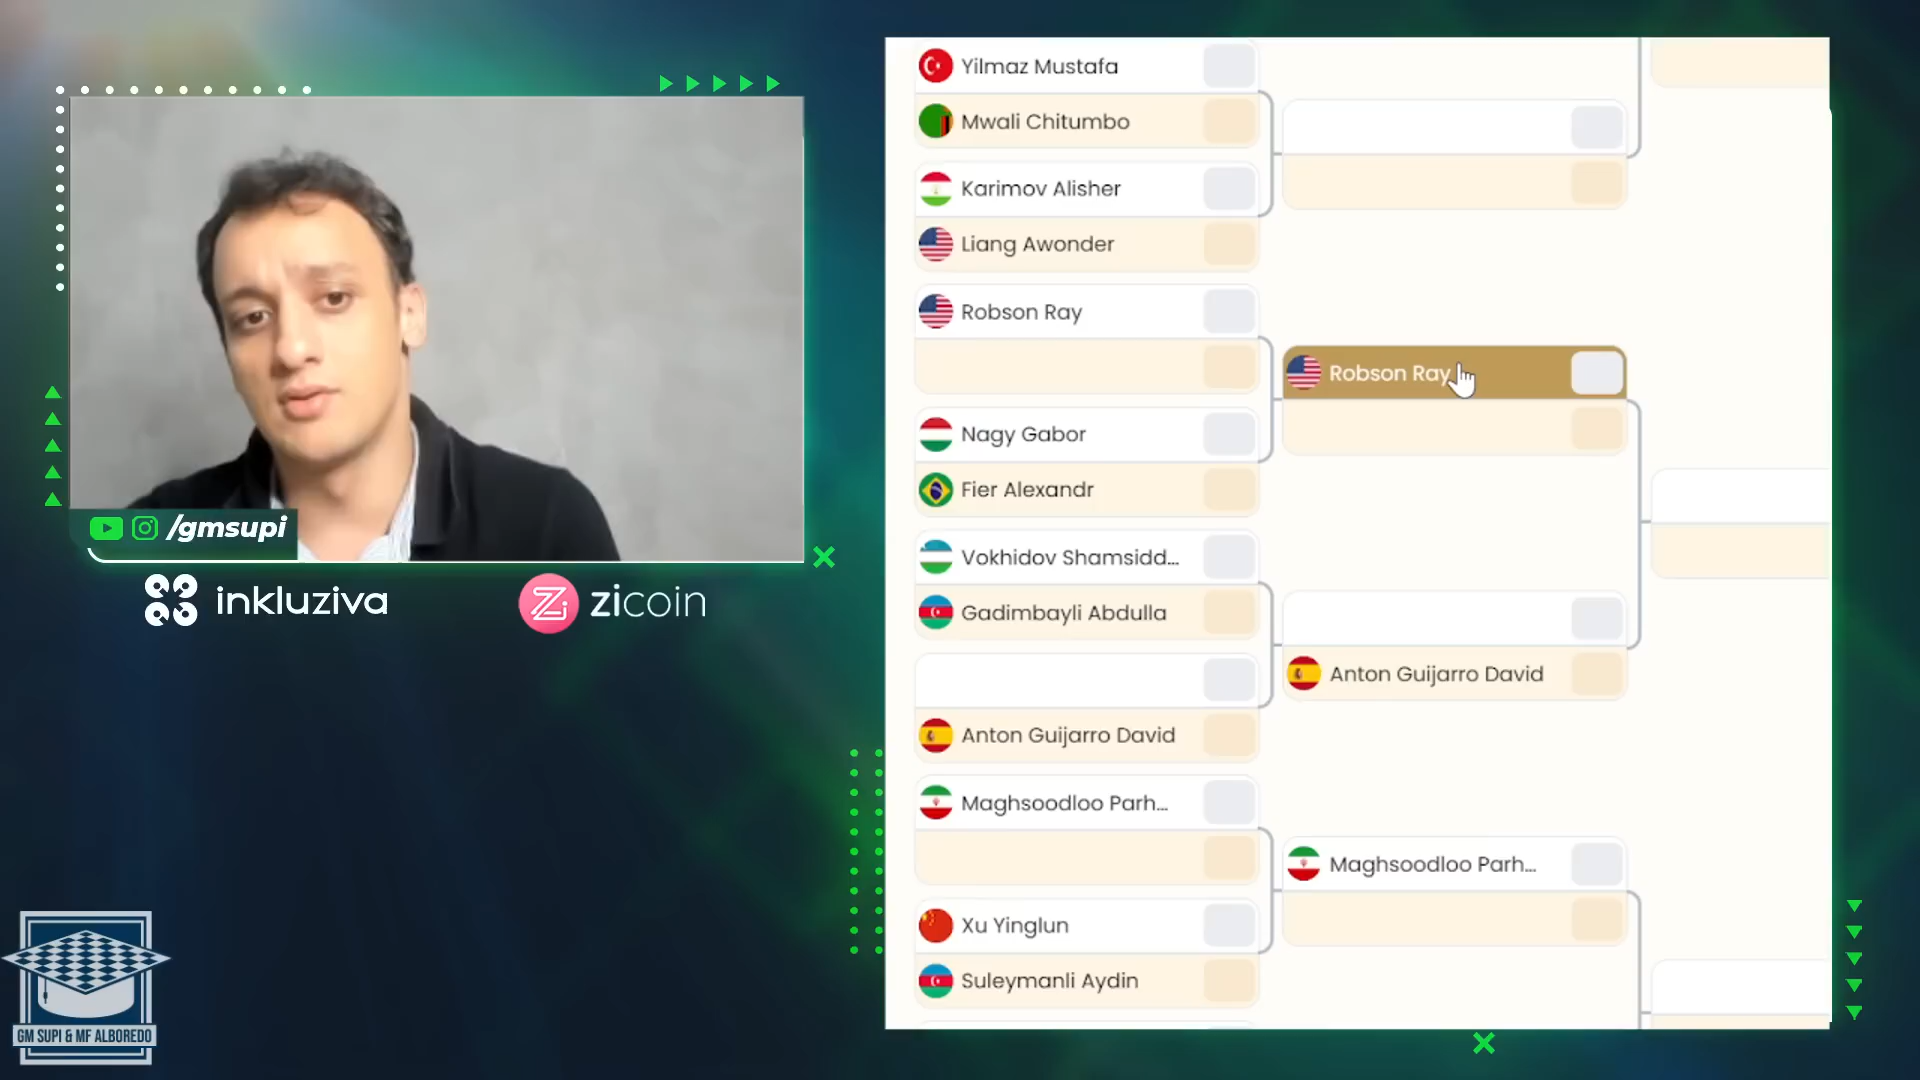 /gmsupi
inkluziva
zicoin
GM SUPI & MF ALBOREDO
Yilmaz Mustafa
Mwali Chitumbo
Karimov Alisher
Liang Awonder
Robson Ray
Nagy Gabor
Fier Alexandr
Vokhidov Shamsidd...
Gadimbayli Abdulla
Anton Guijarro David
Maghsoodloo Parh...
Xu Yinglun
Suleymanli Aydin
Robson Ray
Anton Guijarro David
Maghsoodloo Parh...